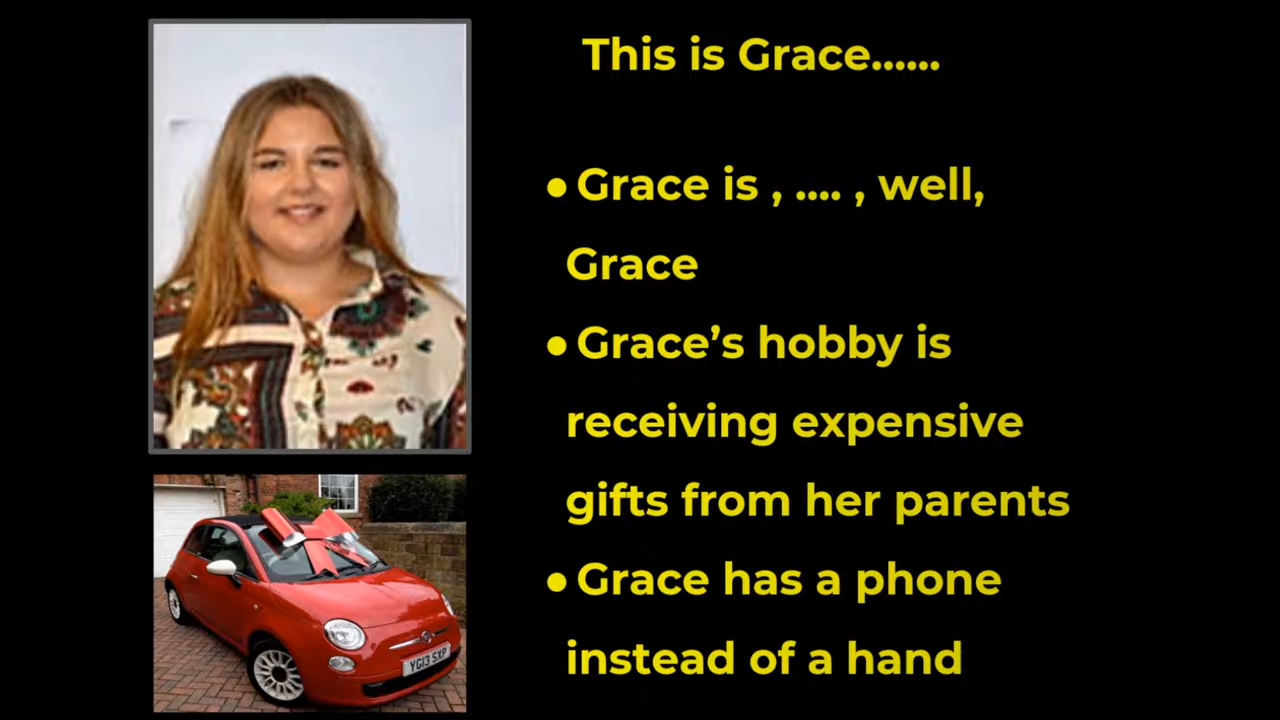 This is Grace......
● Grace is , .... , well,
Grace
● Grace’s hobby is
receiving expensive
gifts from her parents
● Grace has a phone
instead of a hand
YG13 SXP